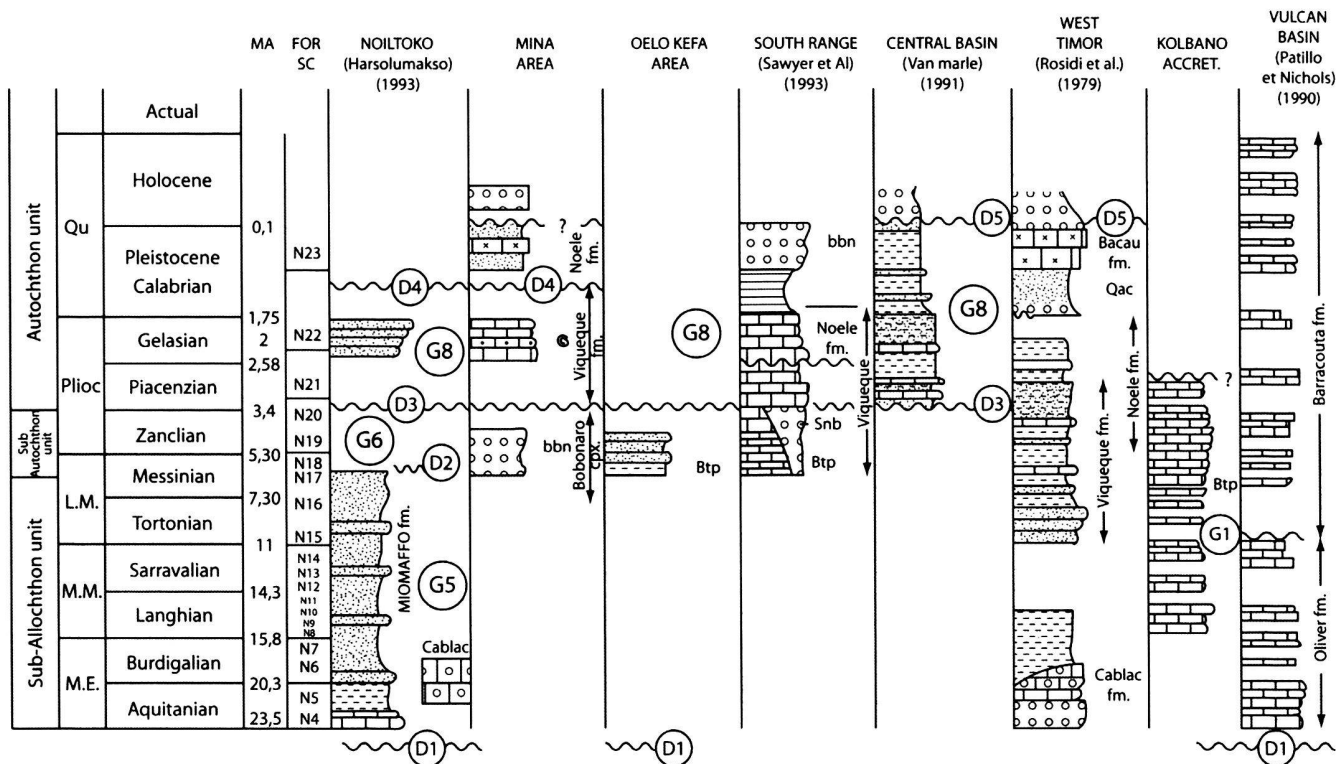 MA
FOR
SC
NOILTOKO
(Harsolumakso)
(1993)
MINA
AREA
OELO KEFA
AREA
SOUTH RANGE
(Sawyer et Al)
(1993)
CENTRAL BASIN
(Van marle)
(1991)
WEST
TIMOR
(Rosidi et al.)
(1979)
KOLBANO
ACCRET.
VULCAN
BASIN
(Patillo
et Nichols)
(1990)
Autochthon unit
Sub
Autochthon unit
Sub-Allochthon unit
Qu
Plioc
L.M.
M.M.
M.E.
Actual
Holocene
Pleistocene
Calabrian
Gelasian
Piacenzian
Zanclian
Messinian
Tortonian
Sarravalian
Langhian
Burdigalian
Aquitanian
0,1
1,75
2
2,58
3,4
5,30
7,30
11
14,3
15,8
20,3
23,5
N23
N22
N21
N20
N19
N18
N17
N16
N15
N14
N13
N12
N11
N10
N9
N8
N7
N6
N5
N4
D4
G8
D3
G6
D2
MIOMAFFO fm.
G5
Cablac
D1
?
Noele
fm.
D4
Viqueque
fm.
bbn
Bobonaro
cpx.
G8
Btp
D1
bbn
Noele
fm.
Viqueque
Snb
Btp
D5
G8
D3
D5
Bacau
fm.
Qac
Noele fm.
Viqueque fm.
Cablac
fm.
?
Btp
G1
Barracouta fm.
Oliver fm.
D1